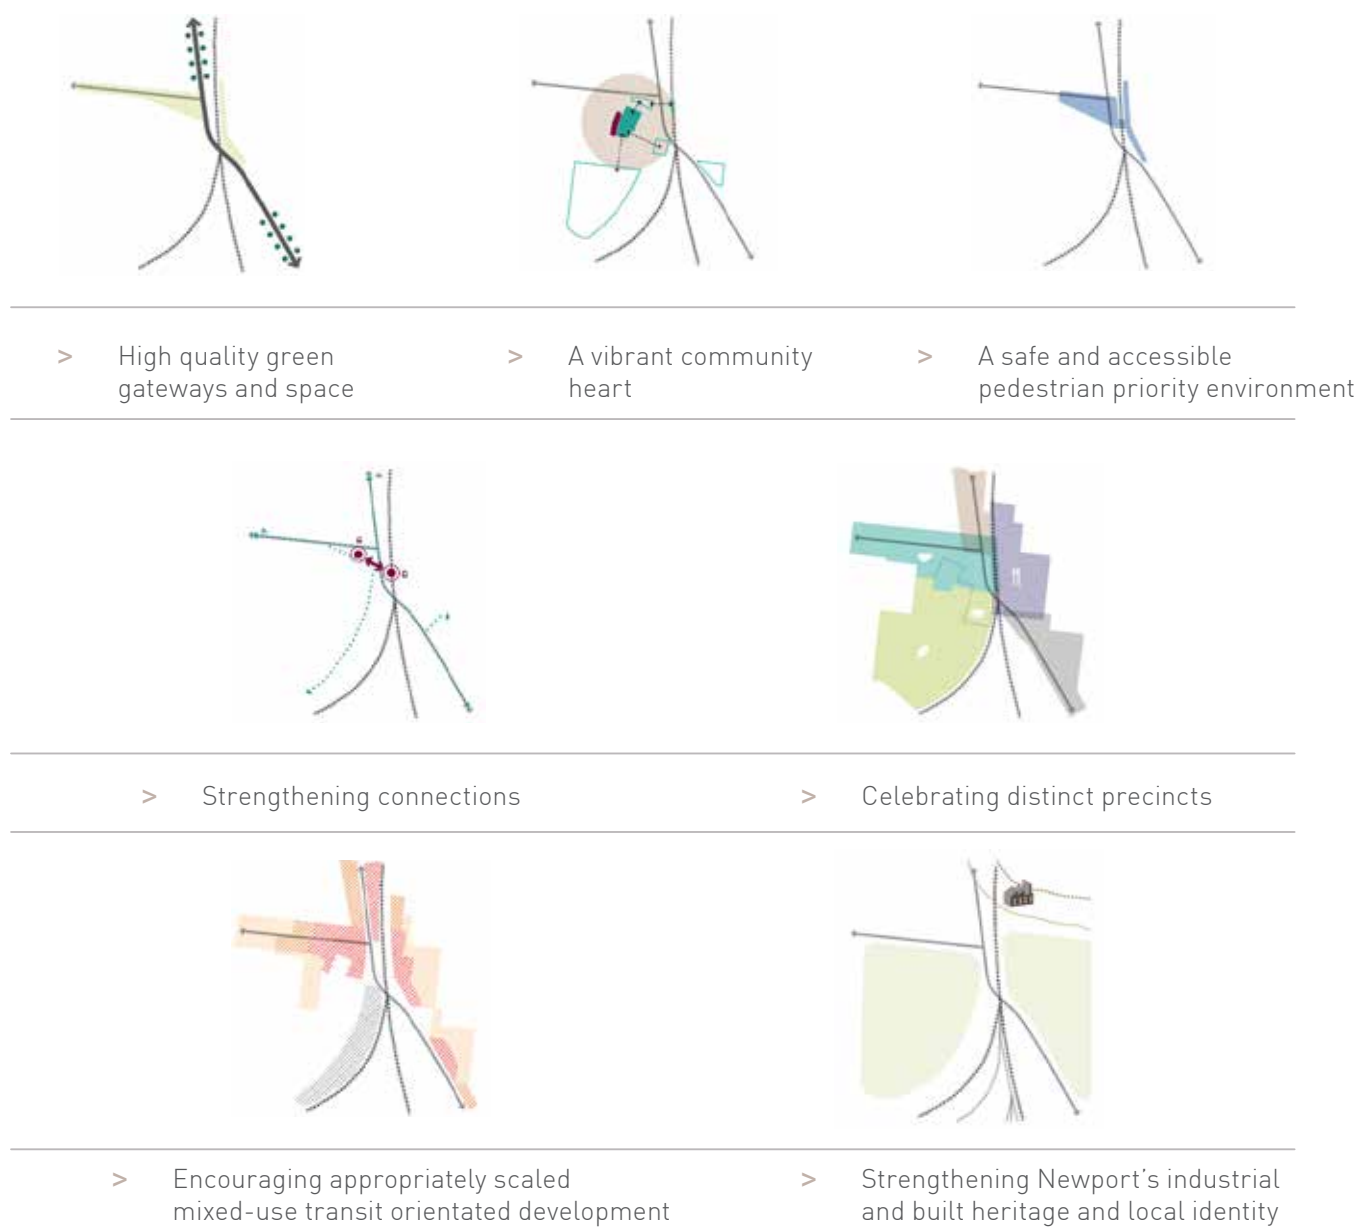 > High quality green
gateways and space
> A vibrant community
heart
> A safe and accessible
pedestrian priority environment
> Strengthening connections
> Celebrating distinct precincts
> Encouraging appropriately scaled
mixed-use transit orientated development
> Strengthening Newport's industrial
and built heritage and local identity